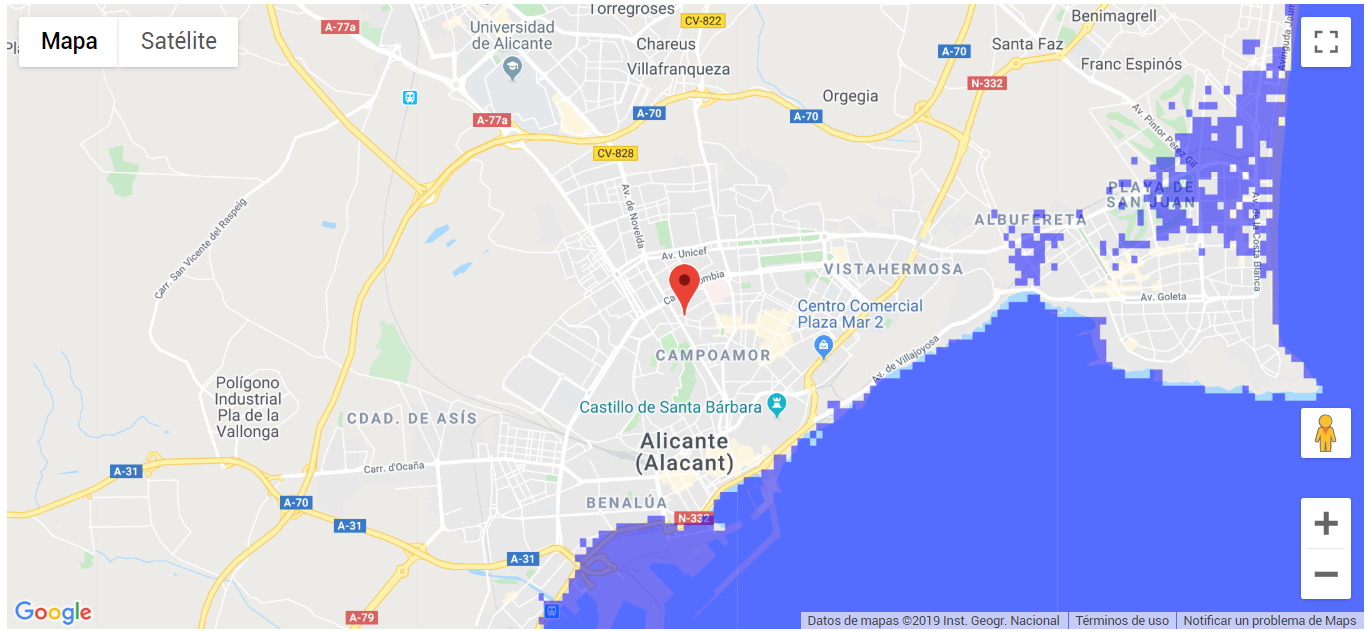 Mapa
Satélite
A-77a
Universidad
de Alicante
Torregroses
CV-822
Chareus
Villafranqueza
A-70
Santa Faz
Benimagrell
Franc Espinós
N-332
Orgegia
A-77a
A-70
A-70
CV-828
Av. Pintor Pérez Gil
Carr. San Vicente del Raspeig
Av. de Novelda
PLAYA DE
SAN JUAN
ALBUFERETA
Av. de la Costa Blanca
Av. Unicef
VISTAHERMOSA
Av. Goleta
Centro Comercial
Plaza Mar 2
Av. de Villajoyosa
CAMPOAMOR
Polígono
Industrial
Pla de la
Vallonga
CDAD. DE ASÍS
Castillo de Santa Bárbara
Alicante
(Alacant)
Carr. d'Ocaña
A-31
A-70
A-31
BENALÚA
N-332
A-31
A-79
Google
Datos de mapas ©2019 Inst. Geogr. Nacional
Términos de uso
Notificar un problema de Maps